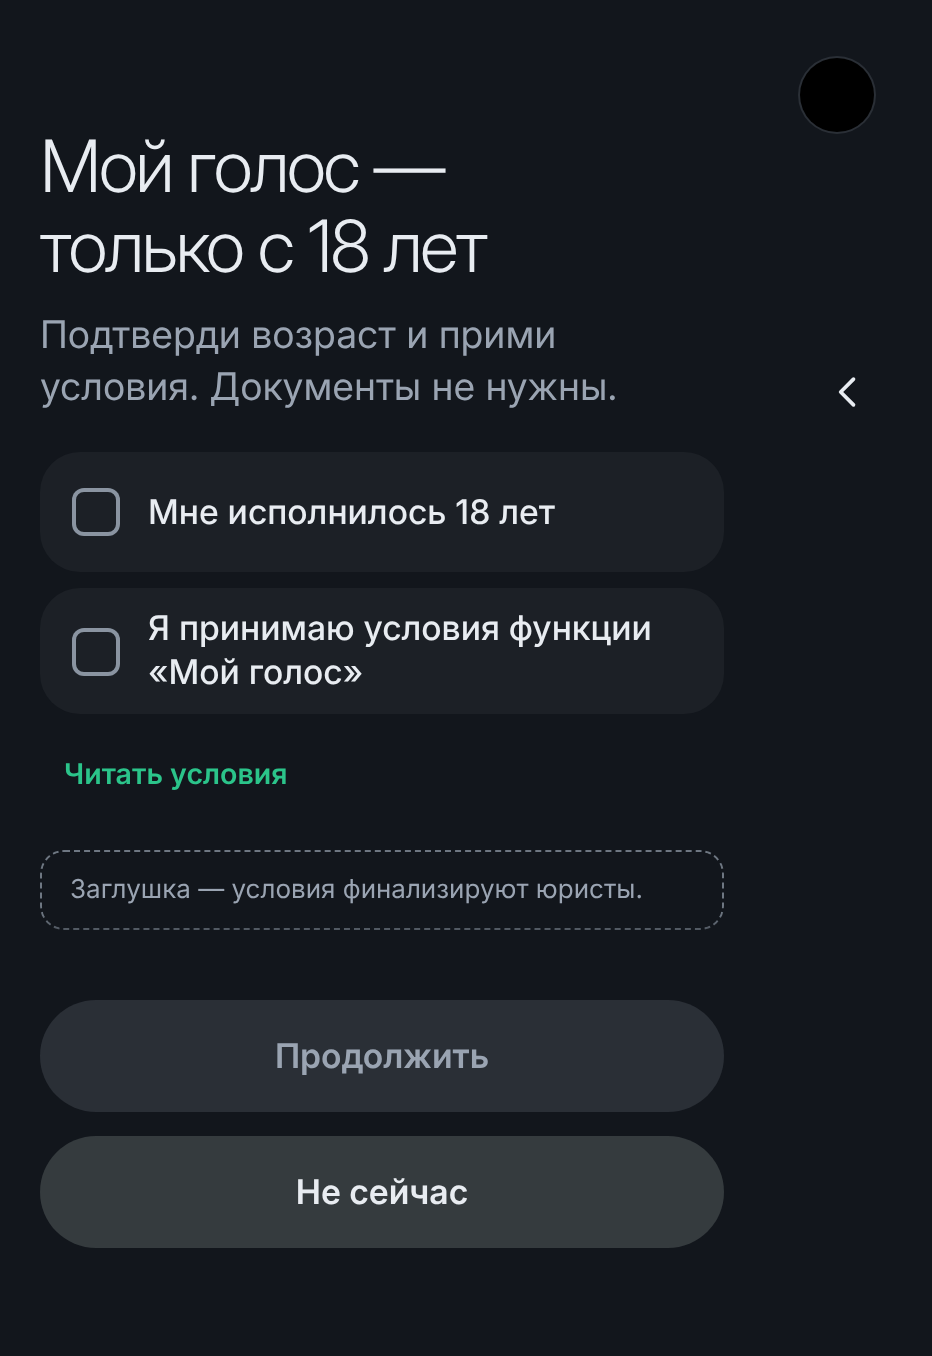 Мой голос —
только с 18 лет
Подтверди возраст и прими
условия. Документы не нужны.
Мне исполнилось 18 лет
Я принимаю условия функции
«Мой голос»
Читать условия
Заглушка — условия финализируют юристы.
Продолжить
Не сейчас